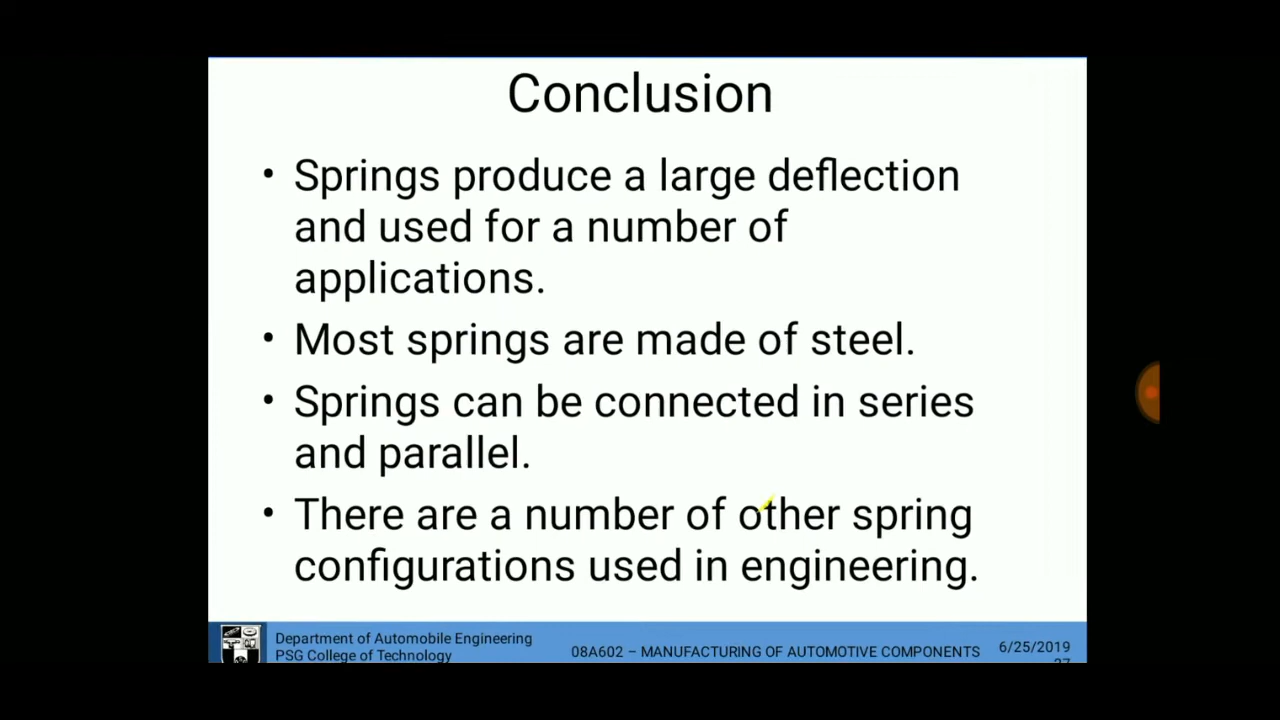 Conclusion
• Springs produce a large deflection
and used for a number of
applications.
• Most springs are made of steel.
• Springs can be connected in series
and parallel.
• There are a number of other spring
configurations used in engineering.
Department of Automobile Engineering
PSG College of Technology
08A602 – MANUFACTURING OF AUTOMOTIVE COMPONENTS
6/25/2019